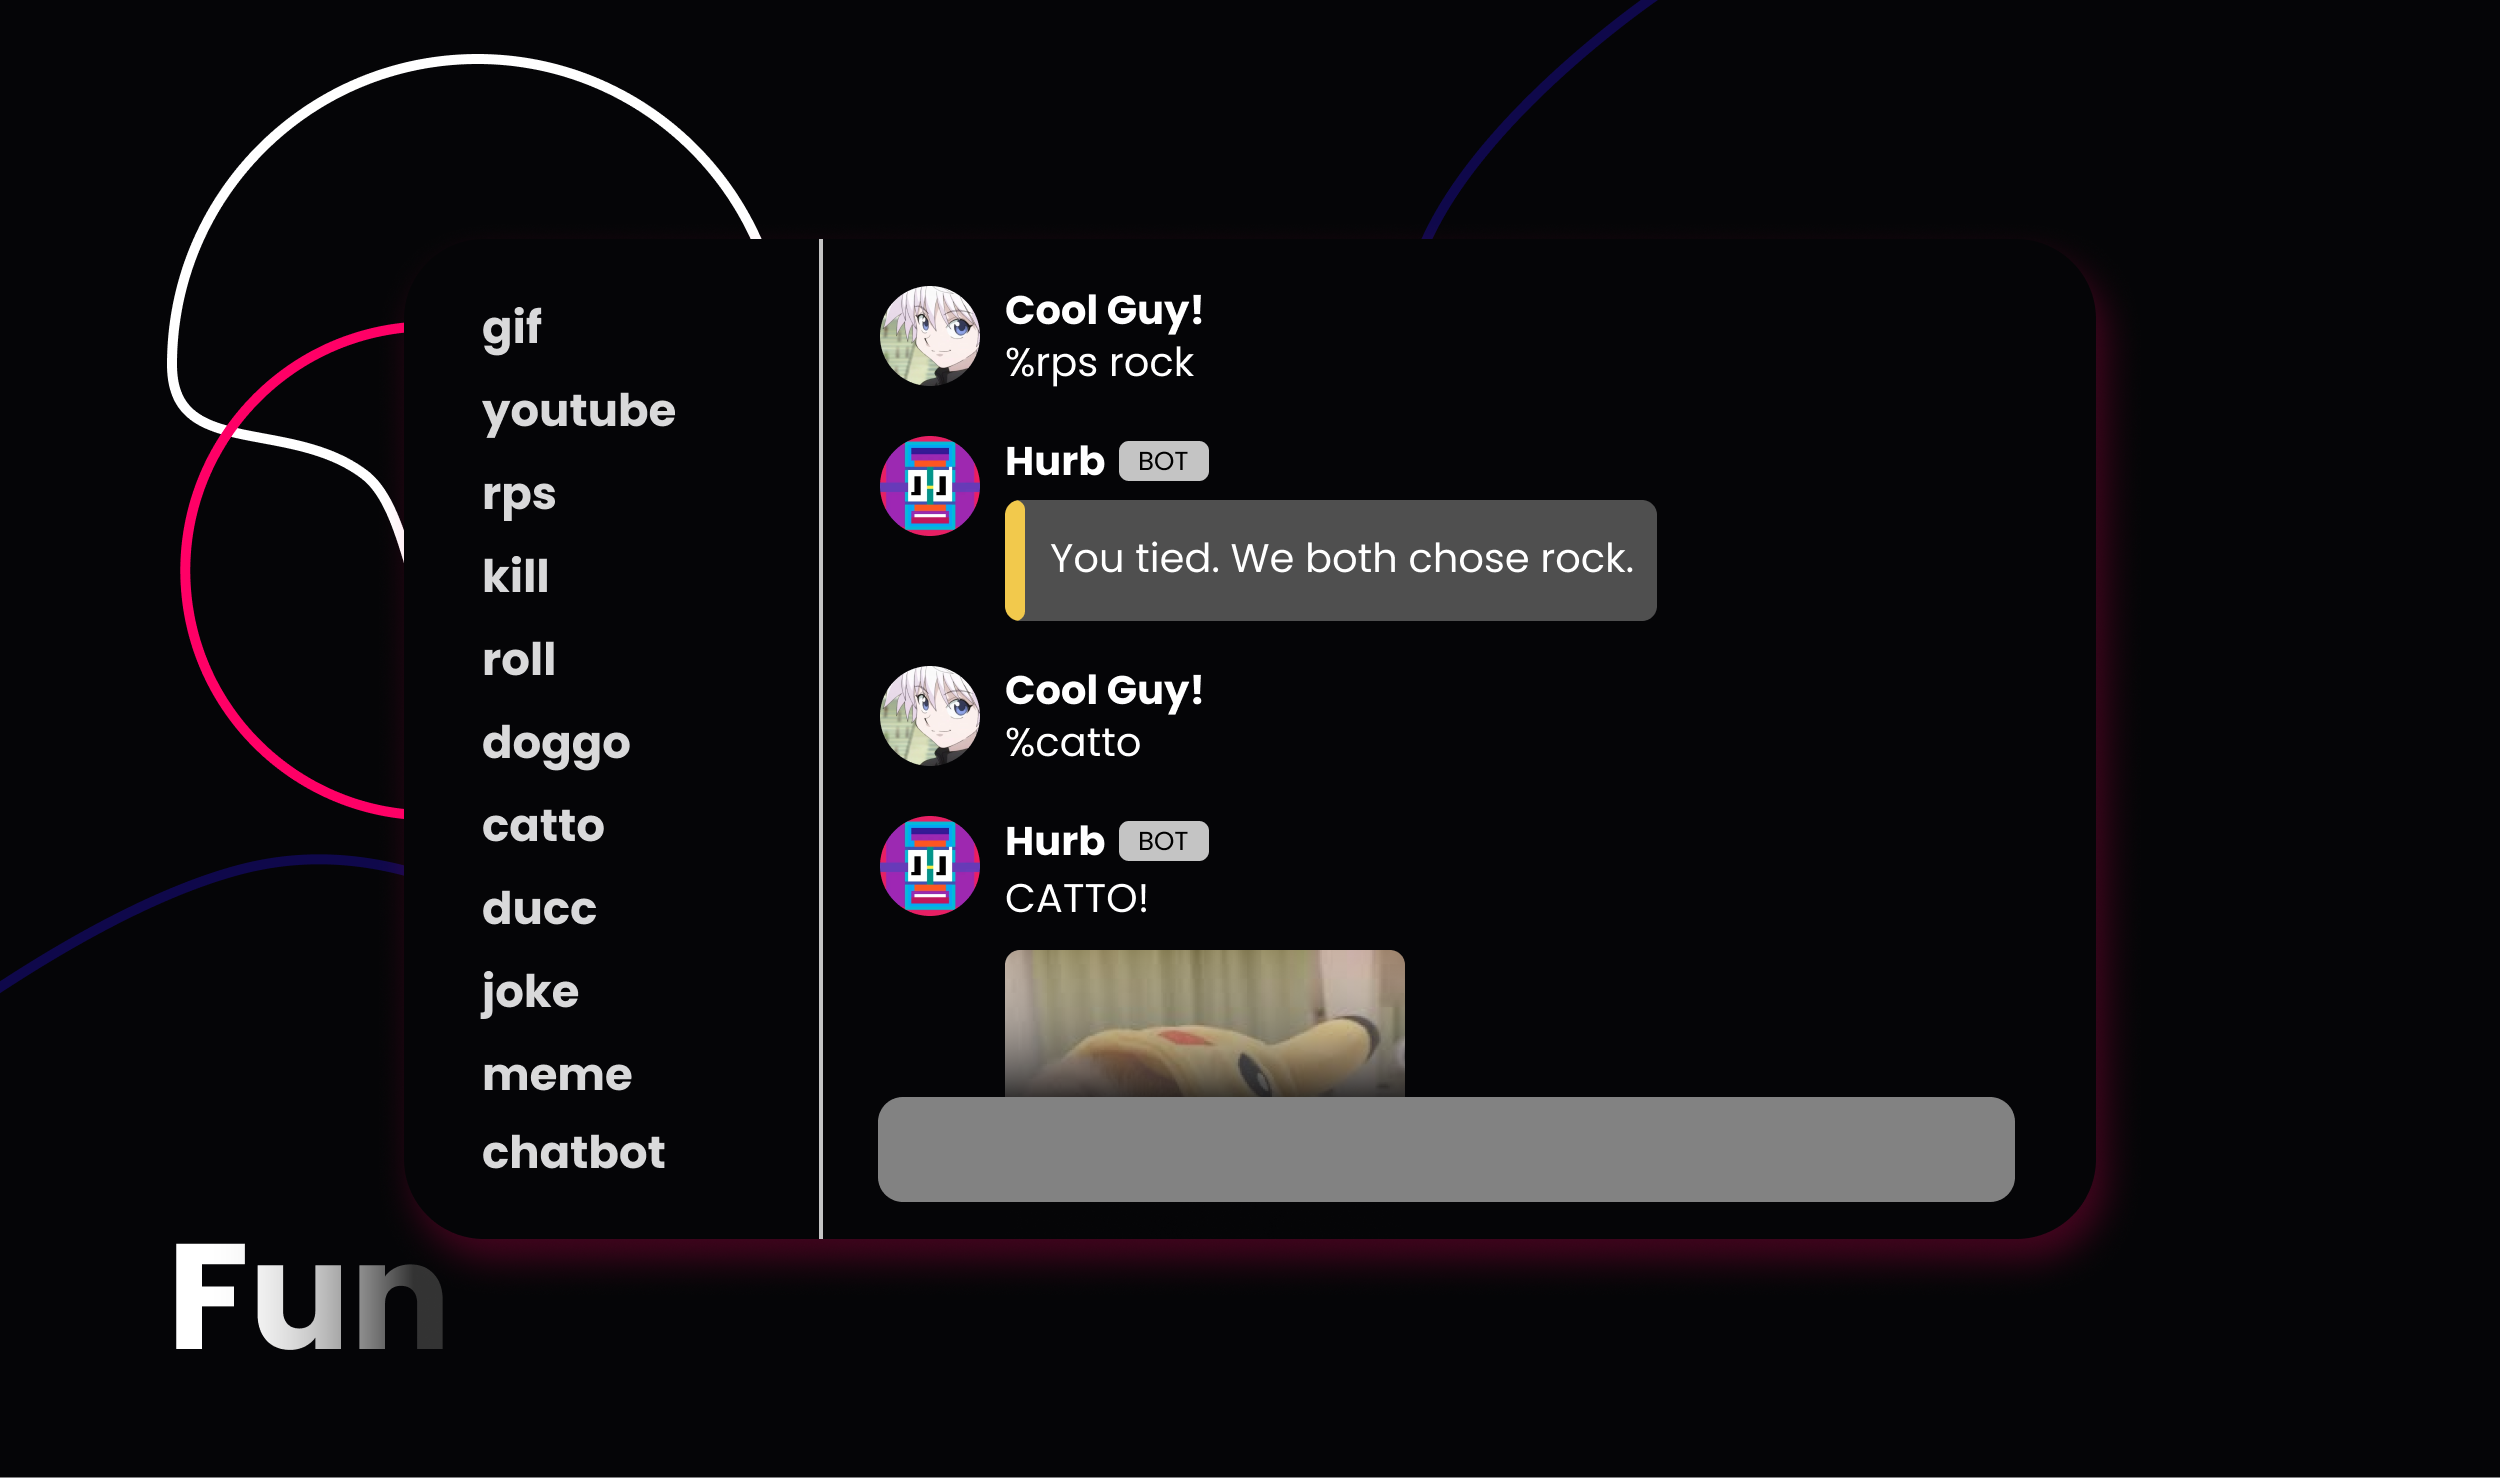 gif
youtube
rps
kill
roll
doggo
catto
ducc
joke
meme
chatbot
Cool Guy!
%rps rock
Hurb BOT
You tied. We both chose rock.
Cool Guy!
%catto
Hurb BOT
CATTO!
Fun